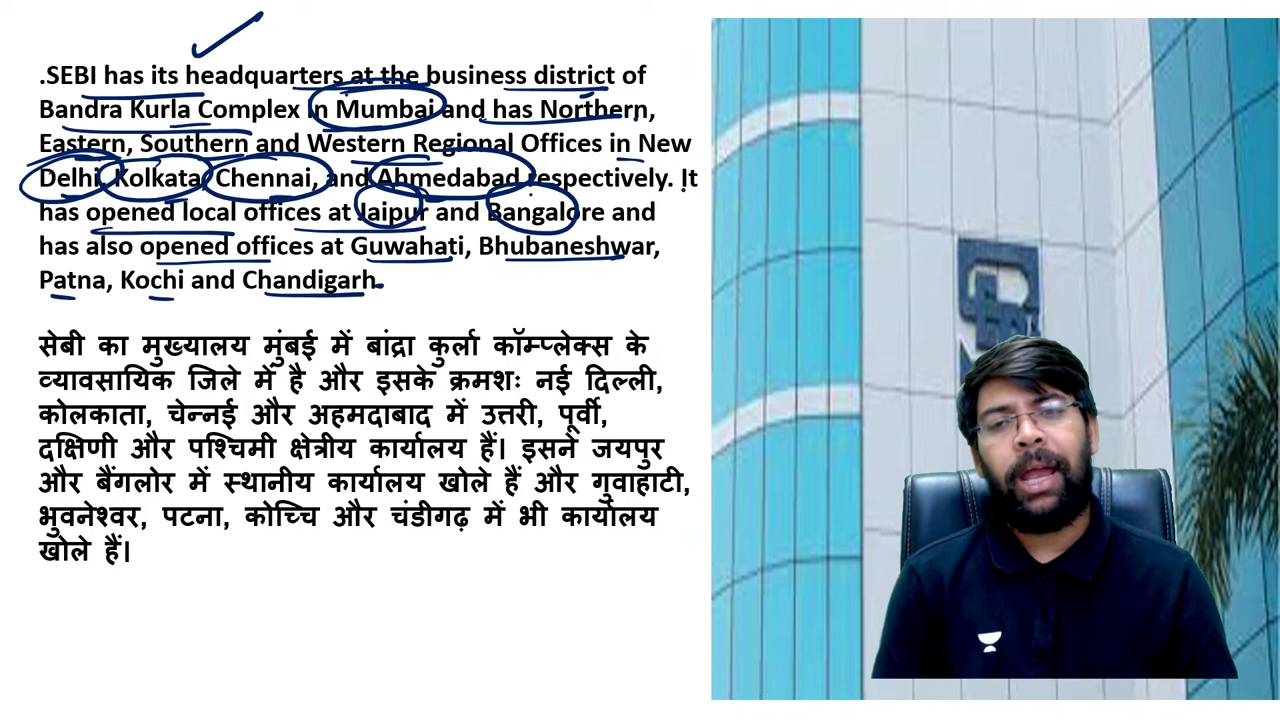 .SEBI has its headquarters at the business district of
Bandra Kurla Complex in Mumbai and has Northern,
Eastern, Southern and Western Regional Offices in New
Delhi, Kolkata, Chennai, and Ahmedabad respectively. It
has opened local offices at Jaipur and Bangalore and
has also opened offices at Guwahati, Bhubaneshwar,
Patna, Kochi and Chandigarh.
सेबी का मुख्यालय मुंबई में बांद्रा कुर्ला कॉम्प्लेक्स के
व्यावसायिक जिले में है और इसके क्रमशः नई दिल्ली,
कोलकाता, चेन्नई और अहमदाबाद में उत्तरी, पूर्वी,
दक्षिणी और पश्चिमी क्षेत्रीय कार्यालय हैं। इसने जयपुर
और बैंगलोर में स्थानीय कार्यालय खोले हैं और गुवाहाटी,
भुवनेश्वर, पटना, कोच्चि और चंडीगढ़ में भी कार्यालय
खोले हैं।